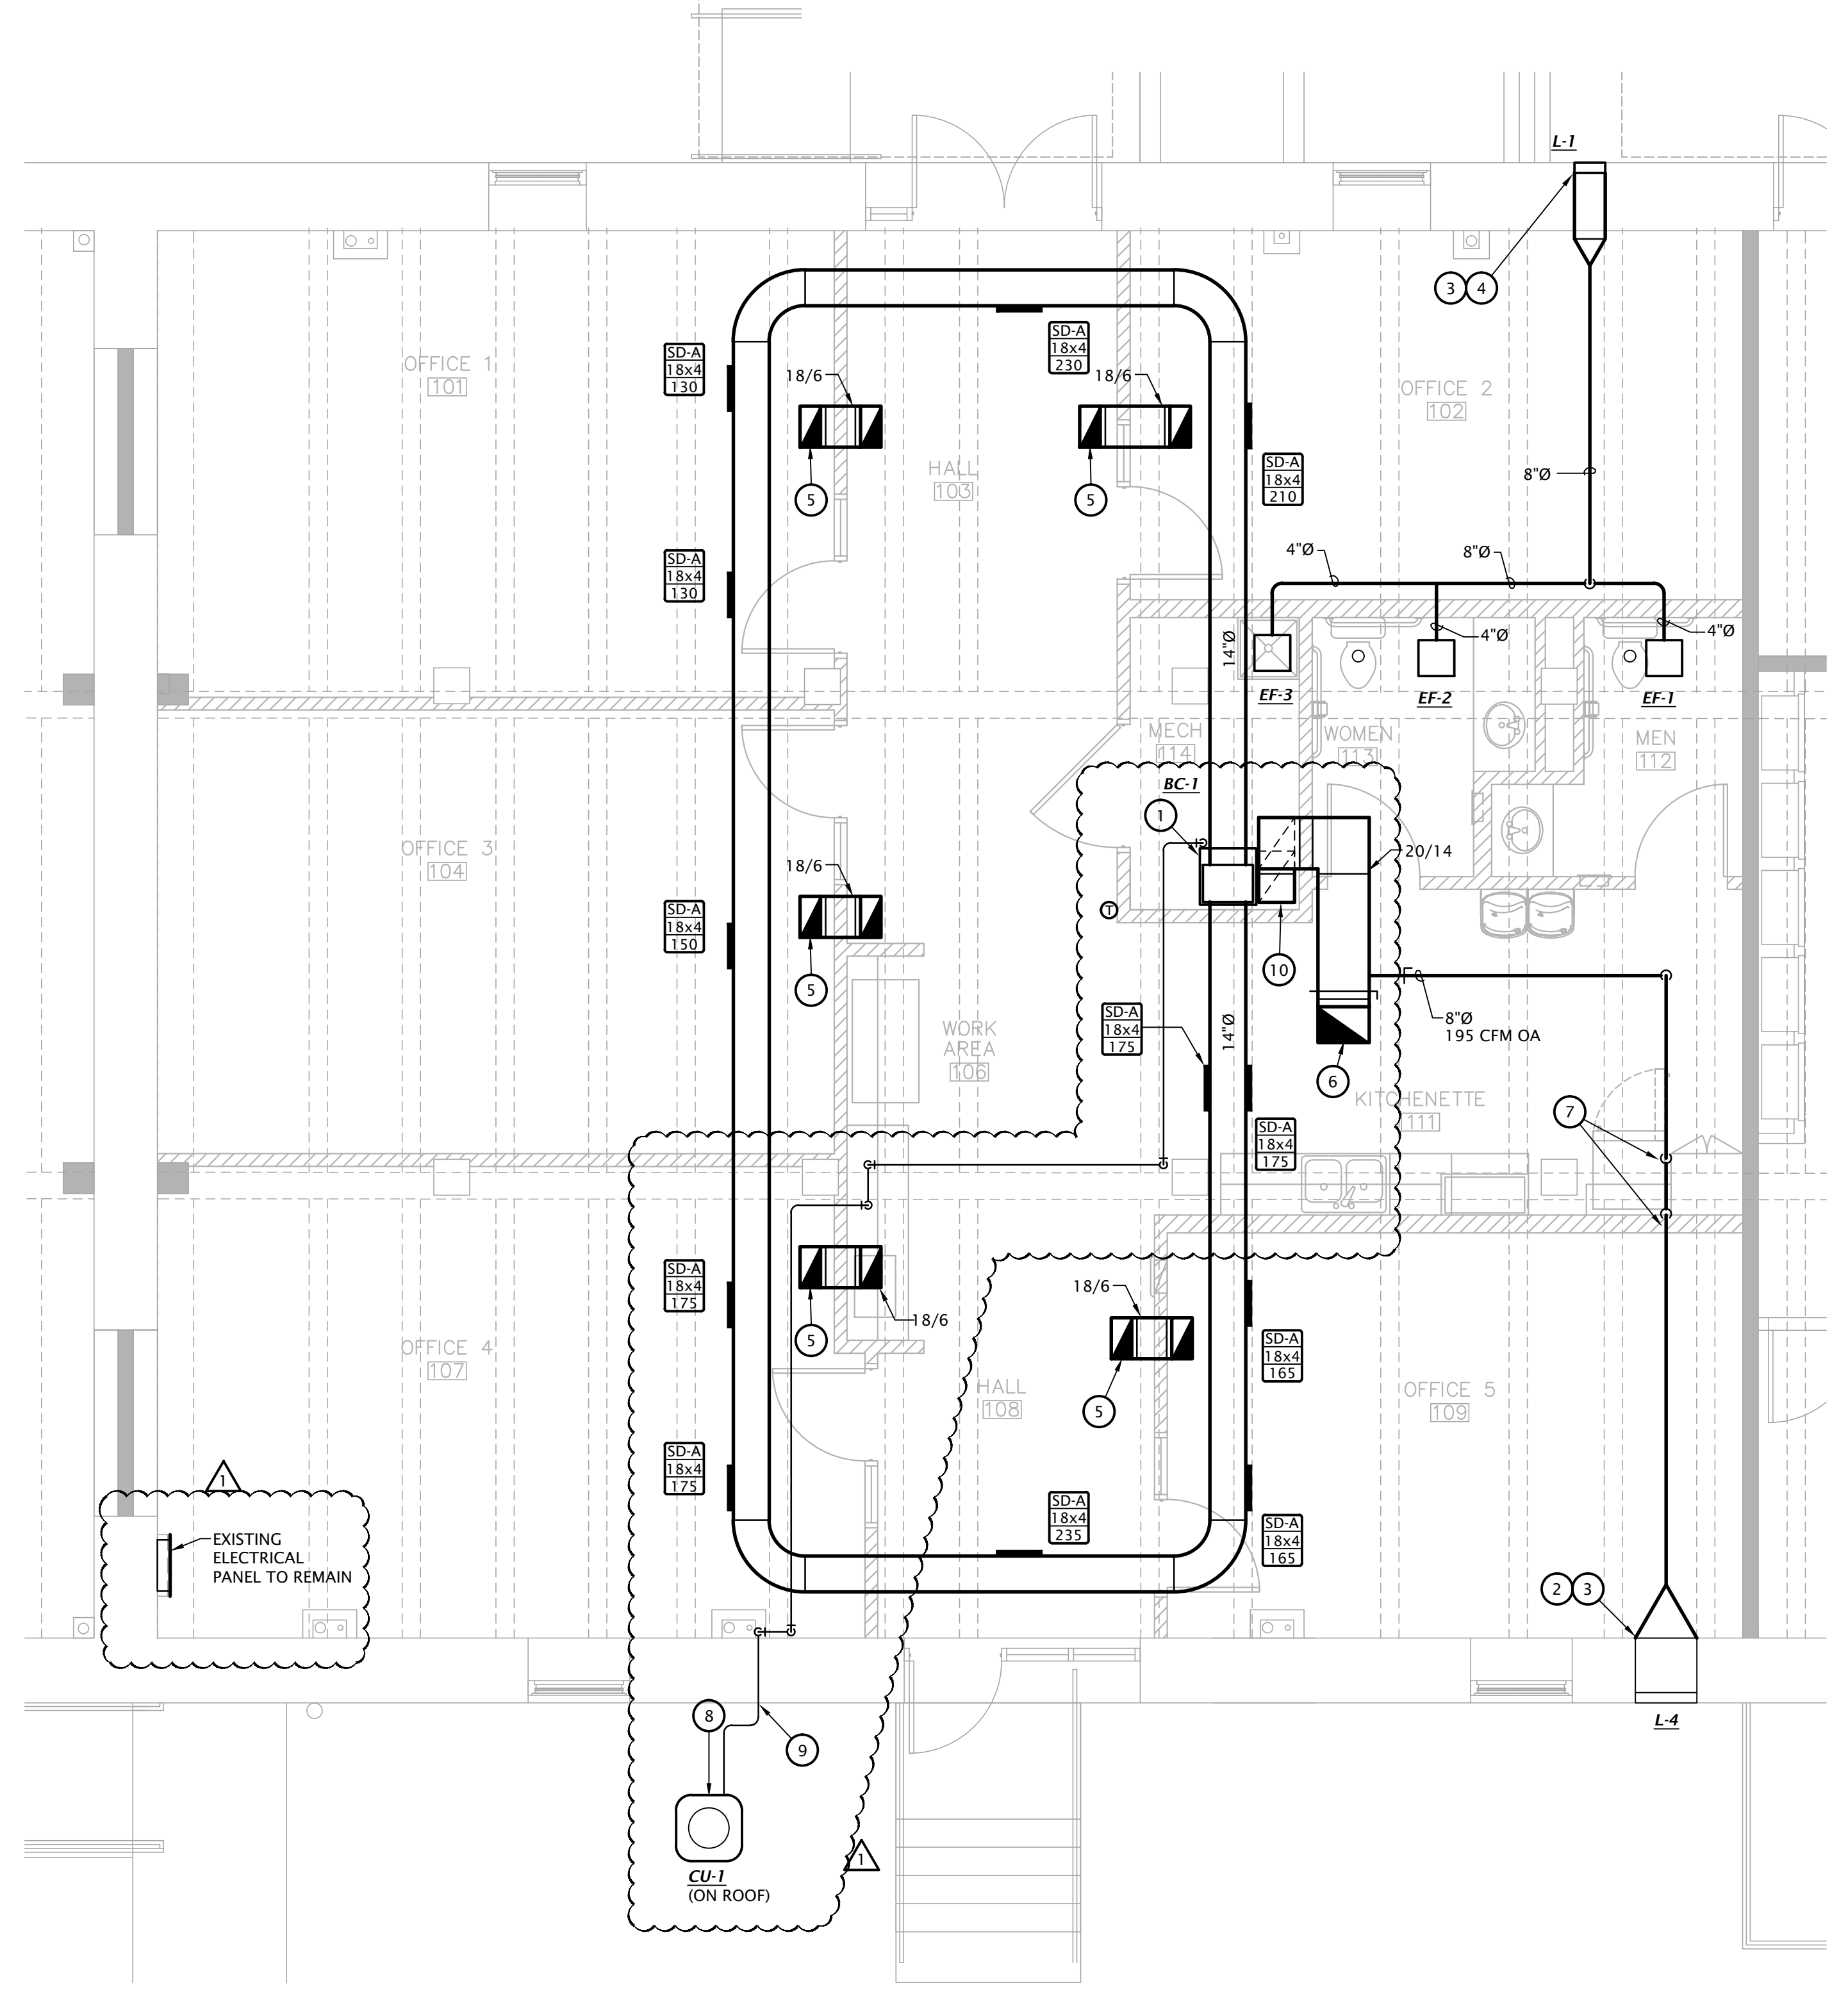 L-1
3
4
SD-A
18x4
230
SD-A
18x4
130
18/6
18/6
OFFICE 1
101
OFFICE 2
102
HALL
103
SD-A
18x4
210
8"Ø
5
5
4"Ø
8"Ø
SD-A
18x4
130
4"Ø
4"Ø
14"Ø
EF-3
EF-2
EF-1
MECH
114
WOMEN
113
MEN
112
BC-1
1
OFFICE 3
104
18/6
20/14
T
SD-A
18x4
150
10
5
SD-A
18x4
175
8"Ø
195 CFM OA
WORK
AREA
106
14"Ø
6
KITCHENETTE
111
7
SD-A
18x4
175
SD-A
18x4
175
18/6
18/6
5
OFFICE 4
107
SD-A
18x4
165
HALL
108
5
OFFICE 5
109
SD-A
18x4
175
1
SD-A
18x4
235
SD-A
18x4
165
EXISTING
ELECTRICAL
PANEL TO REMAIN
2
3
8
9
L-4
1
CU-1
(ON ROOF)